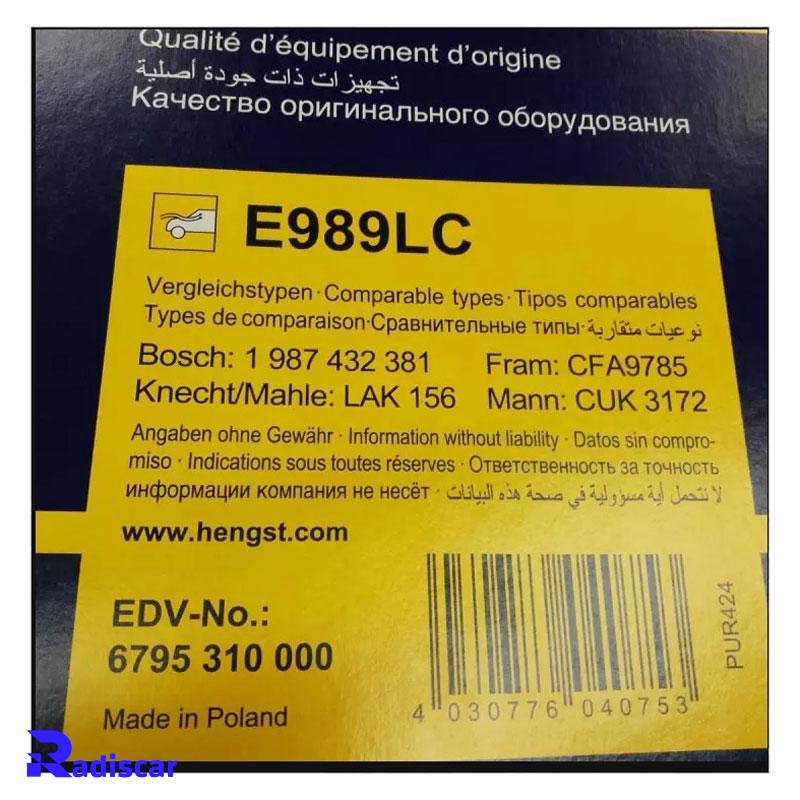 Qualité d'équipement d'origine
تجهيزات ذات جودة أصلية
Качество оригинального оборудования
E989LC
Vergleichstypen · Comparable types · Tipos comparables
Types de comparaison · Сравнительные типы · نوعيات متقاربة
Bosch: 1 987 432 381 Fram: CFA9785
Knecht/Mahle: LAK 156 Mann: CUK 3172
Angaben ohne Gewähr · Information without liability · Datos sin compro-
miso · Indications sous toutes réserves · Ответственность за точность
информации компания не несёт · لا نتحمل أية مسؤولية في صحة هذه البيانات
www.hengst.com
EDV-No.:
6795 310 000
PUR424
4 030776 040753
Made in Poland
Radiscar